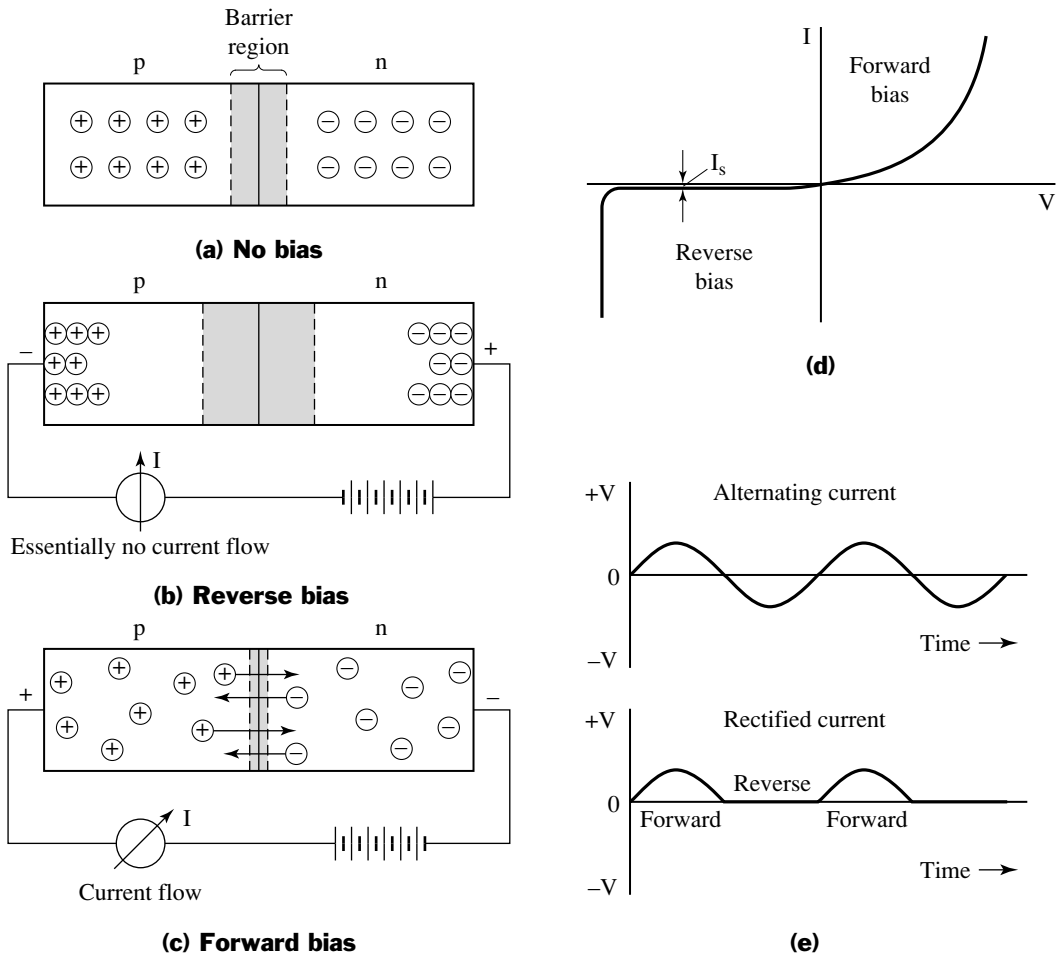 Barrier
region
p
n
(a) No bias
p
n
–
+
I
Essentially no current flow
(b) Reverse bias
p
n
+
–
I
Current flow
(c) Forward bias
I
Forward
bias
Is
V
Reverse
bias
(d)
+V
Alternating current
0
Time
–V
+V
Rectified current
Reverse
0
Forward
Forward
Time
–V
(e)